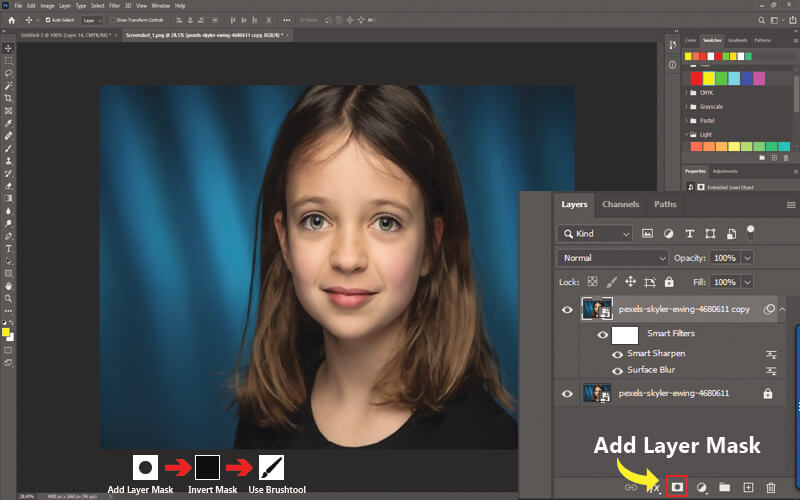 File Edit Image Layer Type Select Filter 3D View Window Help
Auto Select: Layer Show Transform Controls 3D Mode:
Untitled-3 @ 100% (Layer 14, CMYK/8#) * ×
Screenshot_1.png @ 28.5% (pexels-skyler-ewing-4680611 copy, RGB/8) * ×
Color Swatches Gradients Patterns
CMYK
Grayscale
Pastel
Light
Properties Adjustments
Embedded Smart Object
Layers Channels Paths
Kind
Normal Opacity: 100%
Lock: Fill: 100%
pexels-skyler-ewing-4680611 copy
Smart Filters
Smart Sharpen
Surface Blur
pexels-skyler-ewing-4680611
Add Layer Mask
fx
Add Layer Mask Invert Mask Use Brushtool